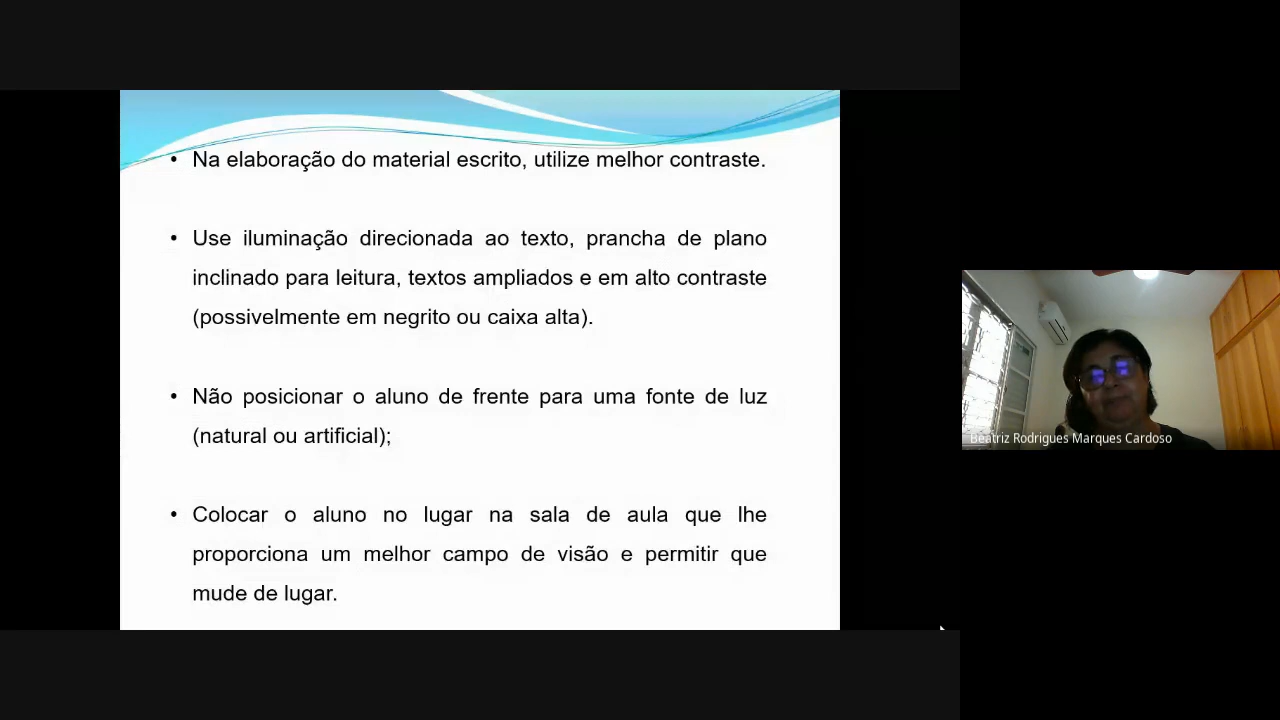 • Na elaboração do material escrito, utilize melhor contraste.
• Use iluminação direcionada ao texto, prancha de plano
inclinado para leitura, textos ampliados e em alto contraste
(possivelmente em negrito ou caixa alta).
• Não posicionar o aluno de frente para uma fonte de luz
(natural ou artificial);
• Colocar o aluno no lugar na sala de aula que lhe
proporciona um melhor campo de visão e permitir que
mude de lugar.
Beatriz Rodrigues Marques Cardoso